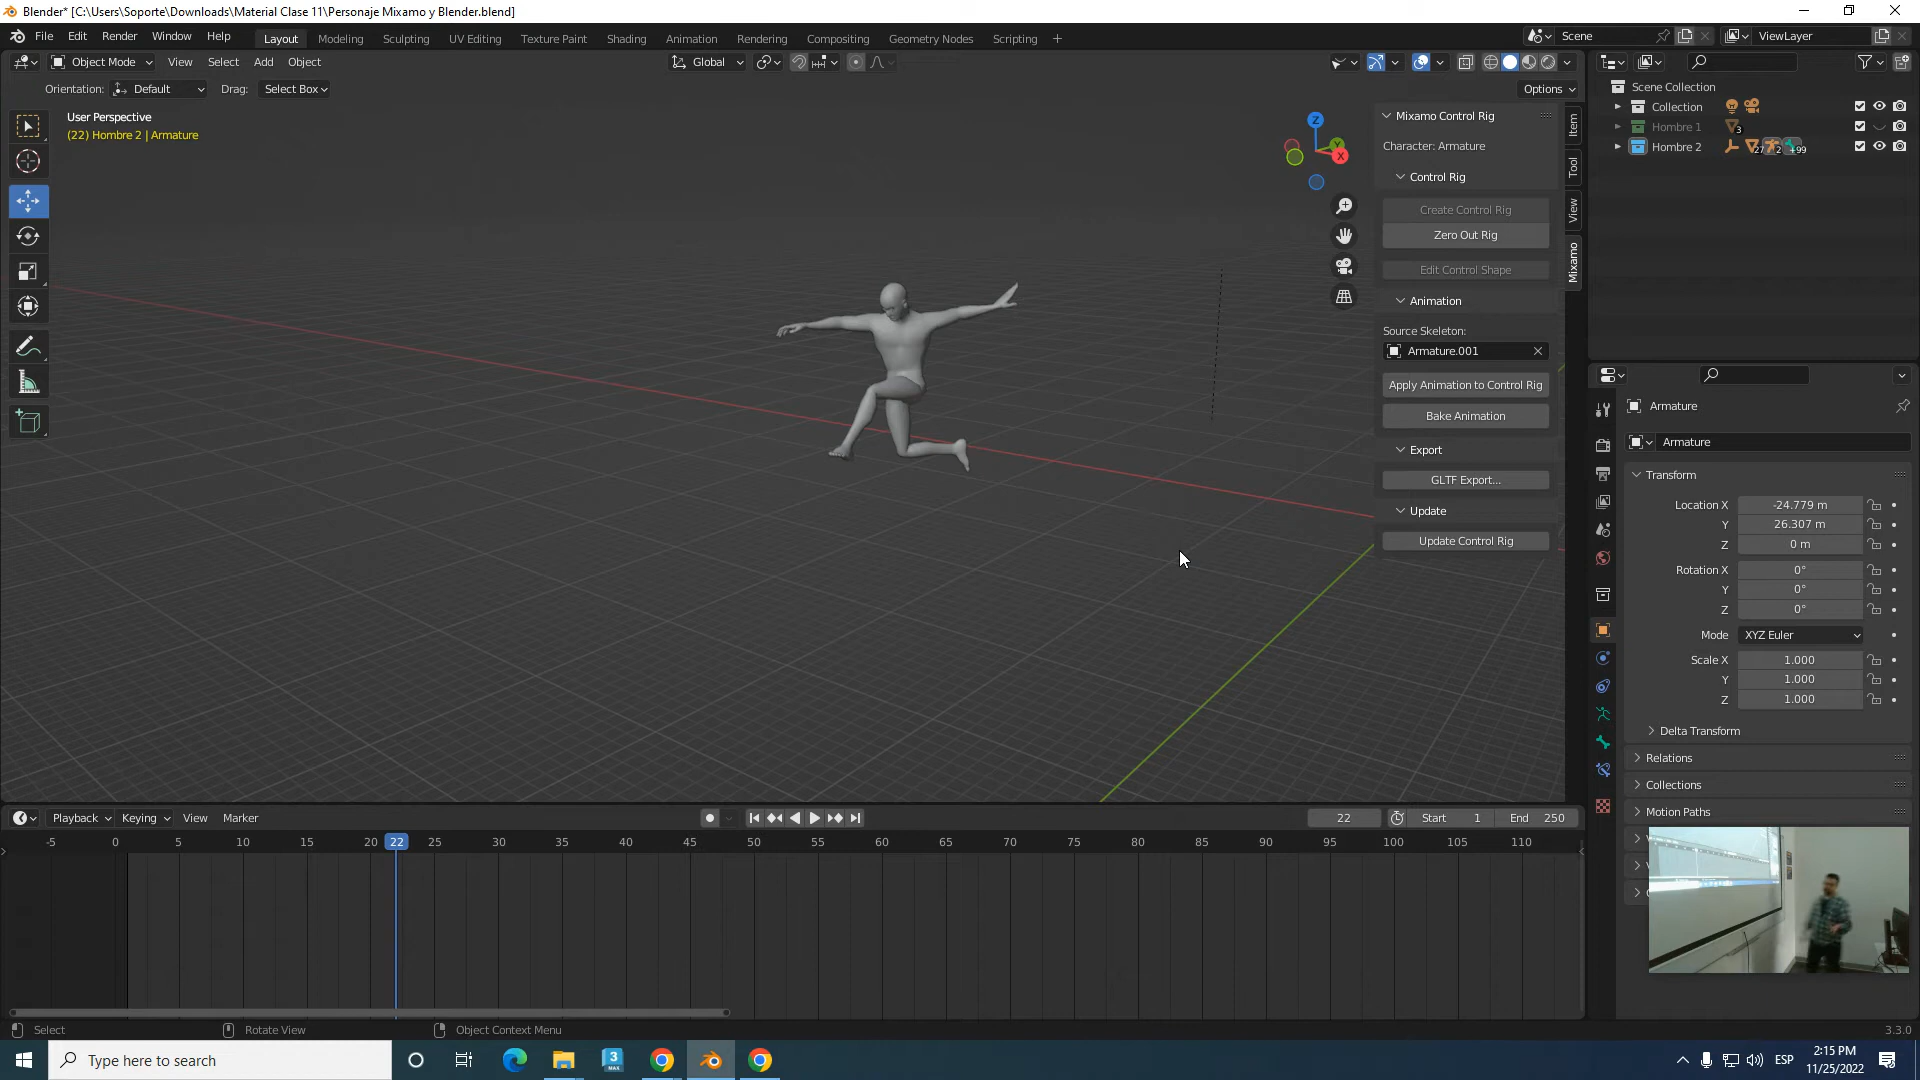 Blender* [C:\Users\Soporte\Downloads\Material Clase 11\Personaje Mixamo y Blender.blend]
File Edit Render Window Help Layout Modeling Sculpting UV Editing Texture Paint Shading Animation Rendering Compositing Geometry Nodes Scripting + Scene ViewLayer
Object Mode View Select Add Object Global
Orientation: Default Drag: Select Box Options
User Perspective
(22) Hombre 2 | Armature
Z
Y
X
Mixamo Control Rig
Character: Armature
Control Rig
Create Control Rig
Zero Out Rig
Edit Control Shape
Animation
Source Skeleton:
Armature.001
Apply Animation to Control Rig
Bake Animation
Export
GLTF Export...
Update
Update Control Rig
Item
Tool
View
Mixamo
Scene Collection
Collection
Hombre 1 3
Hombre 2 27 2 +99
Armature
Armature
Transform
Location X -24.779 m
Y 26.307 m
Z 0 m
Rotation X 0°
Y 0°
Z 0°
Mode XYZ Euler
Scale X 1.000
Y 1.000
Z 1.000
Delta Transform
Relations
Collections
Motion Paths
Playback Keying View Marker 22 Start 1 End 250
-5 0 5 10 15 20 22 25 30 35 40 45 50 55 60 65 70 75 80 85 90 95 100 105 110
Select Rotate View Object Context Menu 3.3.0
Type here to search
3
MAX
ESP
2:15 PM
11/25/2022